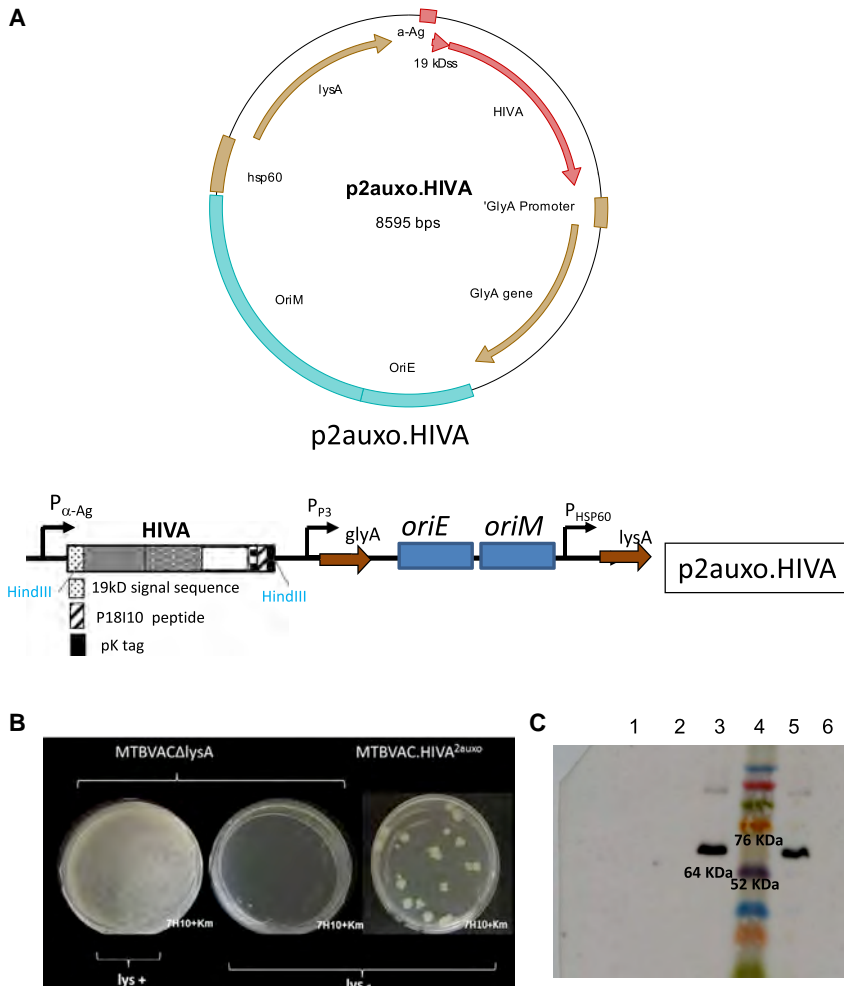 A
a-Ag
19 kDss
lysA
HIVA
hsp60
p2auxo.HIVA
8595 bps
'GlyA Promoter
GlyA gene
OriM
OriE
p2auxo.HIVA
Pα-Ag
HIVA
PP3
glyA
oriE
oriM
PHSP60
lysA
p2auxo.HIVA
HindIII
HindIII
19kD signal sequence
P18I10 peptide
pK tag
B
MTBVACΔlysA
MTBVAC.HIVA2auxo
7H10+Km
7H10+Km
7H10+Km
lys +
lys -
C
1 2 3 4 5 6
76 KDa
64 KDa
52 KDa